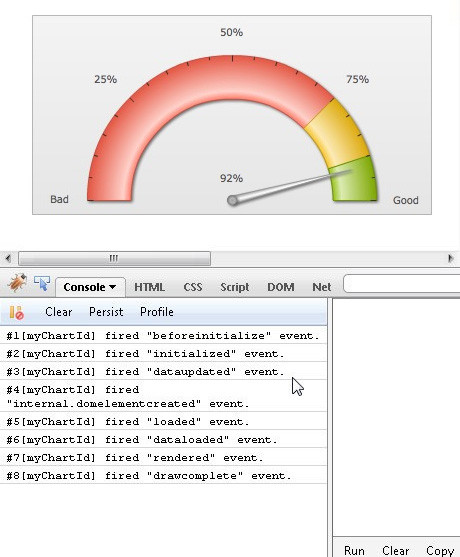 50%
25%
75%
92%
Bad
Good
Console HTML CSS Script DOM Net
Clear Persist Profile
#1[myChartId] fired "beforeinitialize" event.
#2[myChartId] fired "initialized" event.
#3[myChartId] fired "dataupdated" event.
#4[myChartId] fired
"internal.domelementcreated" event.
#5[myChartId] fired "loaded" event.
#6[myChartId] fired "dataloaded" event.
#7[myChartId] fired "rendered" event.
#8[myChartId] fired "drawcomplete" event.
Run Clear Copy